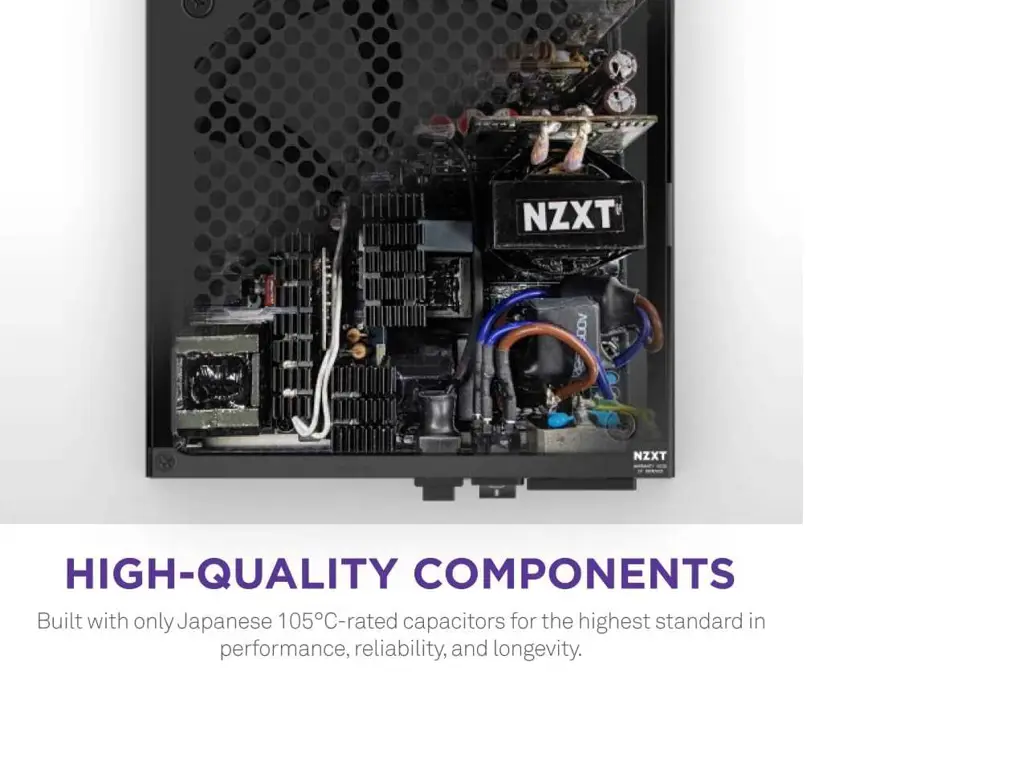 NZXT
NZXT
HIGH-QUALITY COMPONENTS
Built with only Japanese 105°C-rated capacitors for the highest standard in
performance, reliability, and longevity.